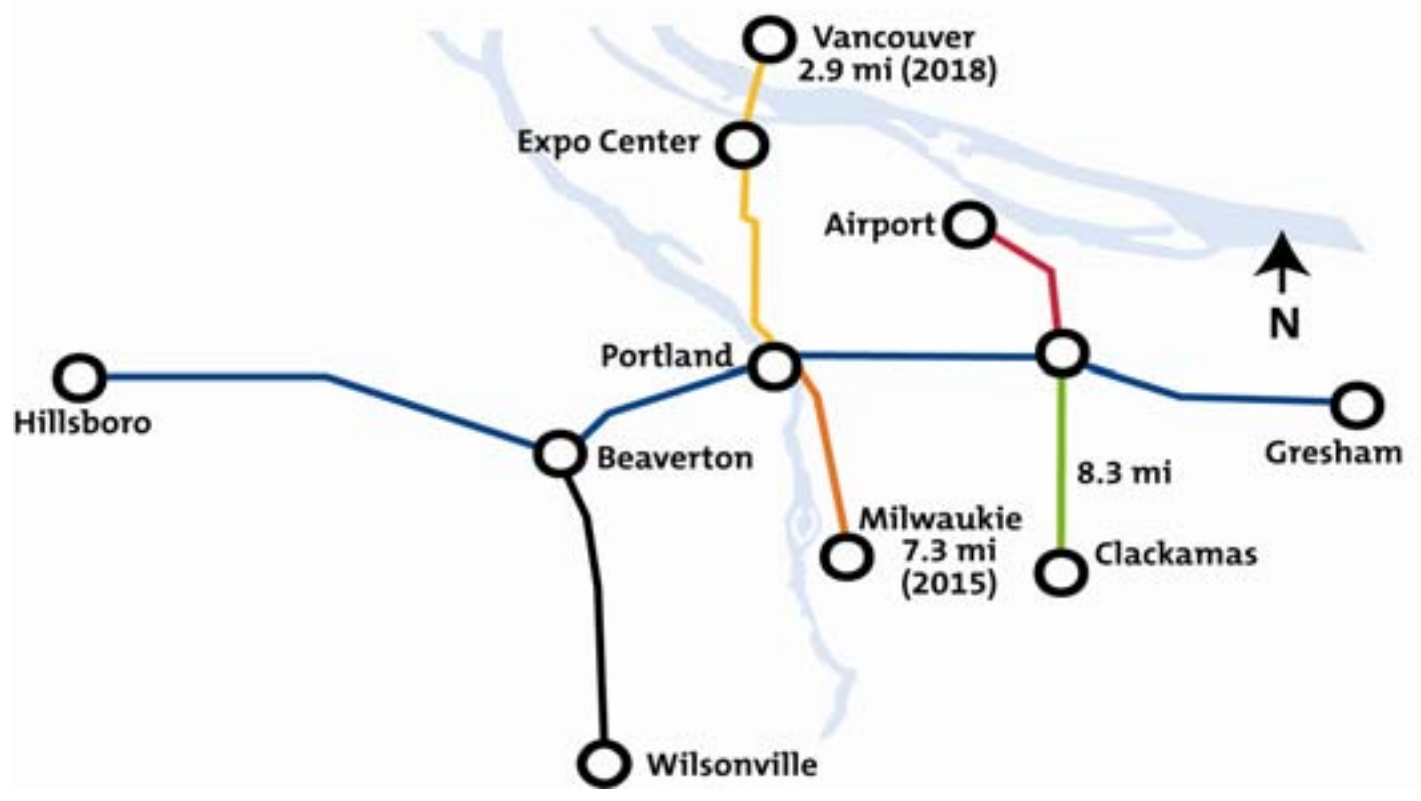 Vancouver
2.9 mi (2018)
Expo Center
Airport
N
Portland
Hillsboro
Beaverton
Gresham
8.3 mi
Milwaukie
7.3 mi
(2015)
Clackamas
Wilsonville